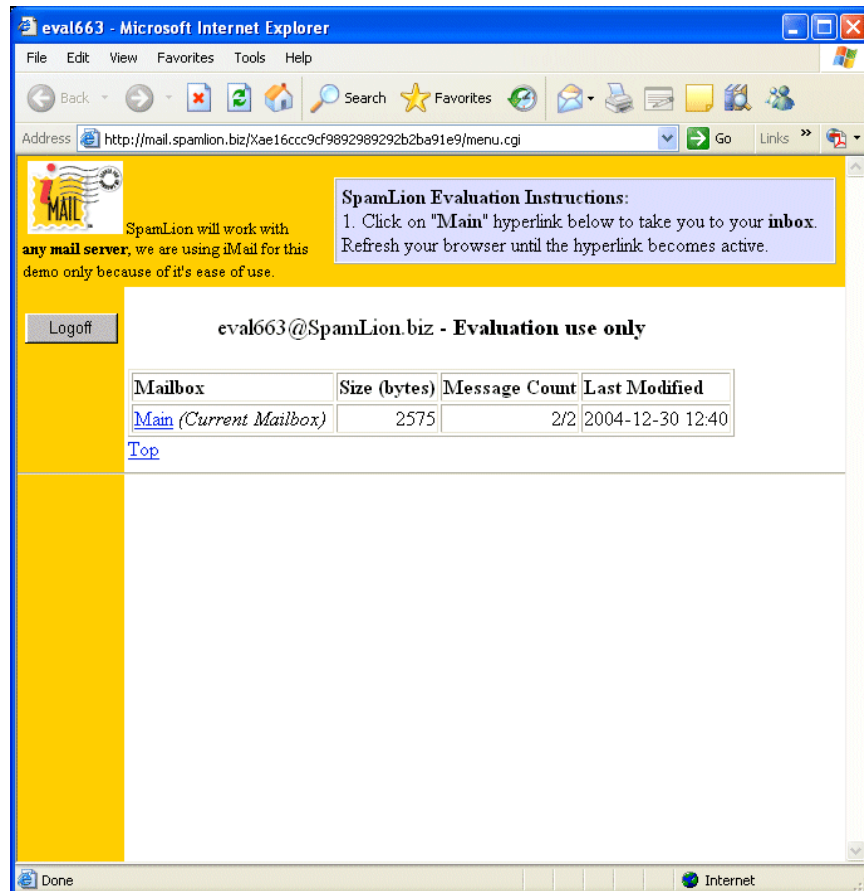 eval663 - Microsoft Internet Explorer
File Edit View Favorites Tools Help
Back Search Favorites
Address http://mail.spamlion.biz/Xae16ccc9cf9892989292b2ba91e9/menu.cgi Go Links »
iMAIL
SpamLion will work with
any mail server, we are using iMail for this
demo only because of it's ease of use.
SpamLion Evaluation Instructions:
1. Click on "Main" hyperlink below to take you to your inbox.
Refresh your browser until the hyperlink becomes active.
Logoff
eval663@SpamLion.biz - Evaluation use only
Mailbox Size (bytes) Message Count Last Modified
Main (Current Mailbox) 2575 2/2 2004-12-30 12:40
Top
Done Internet